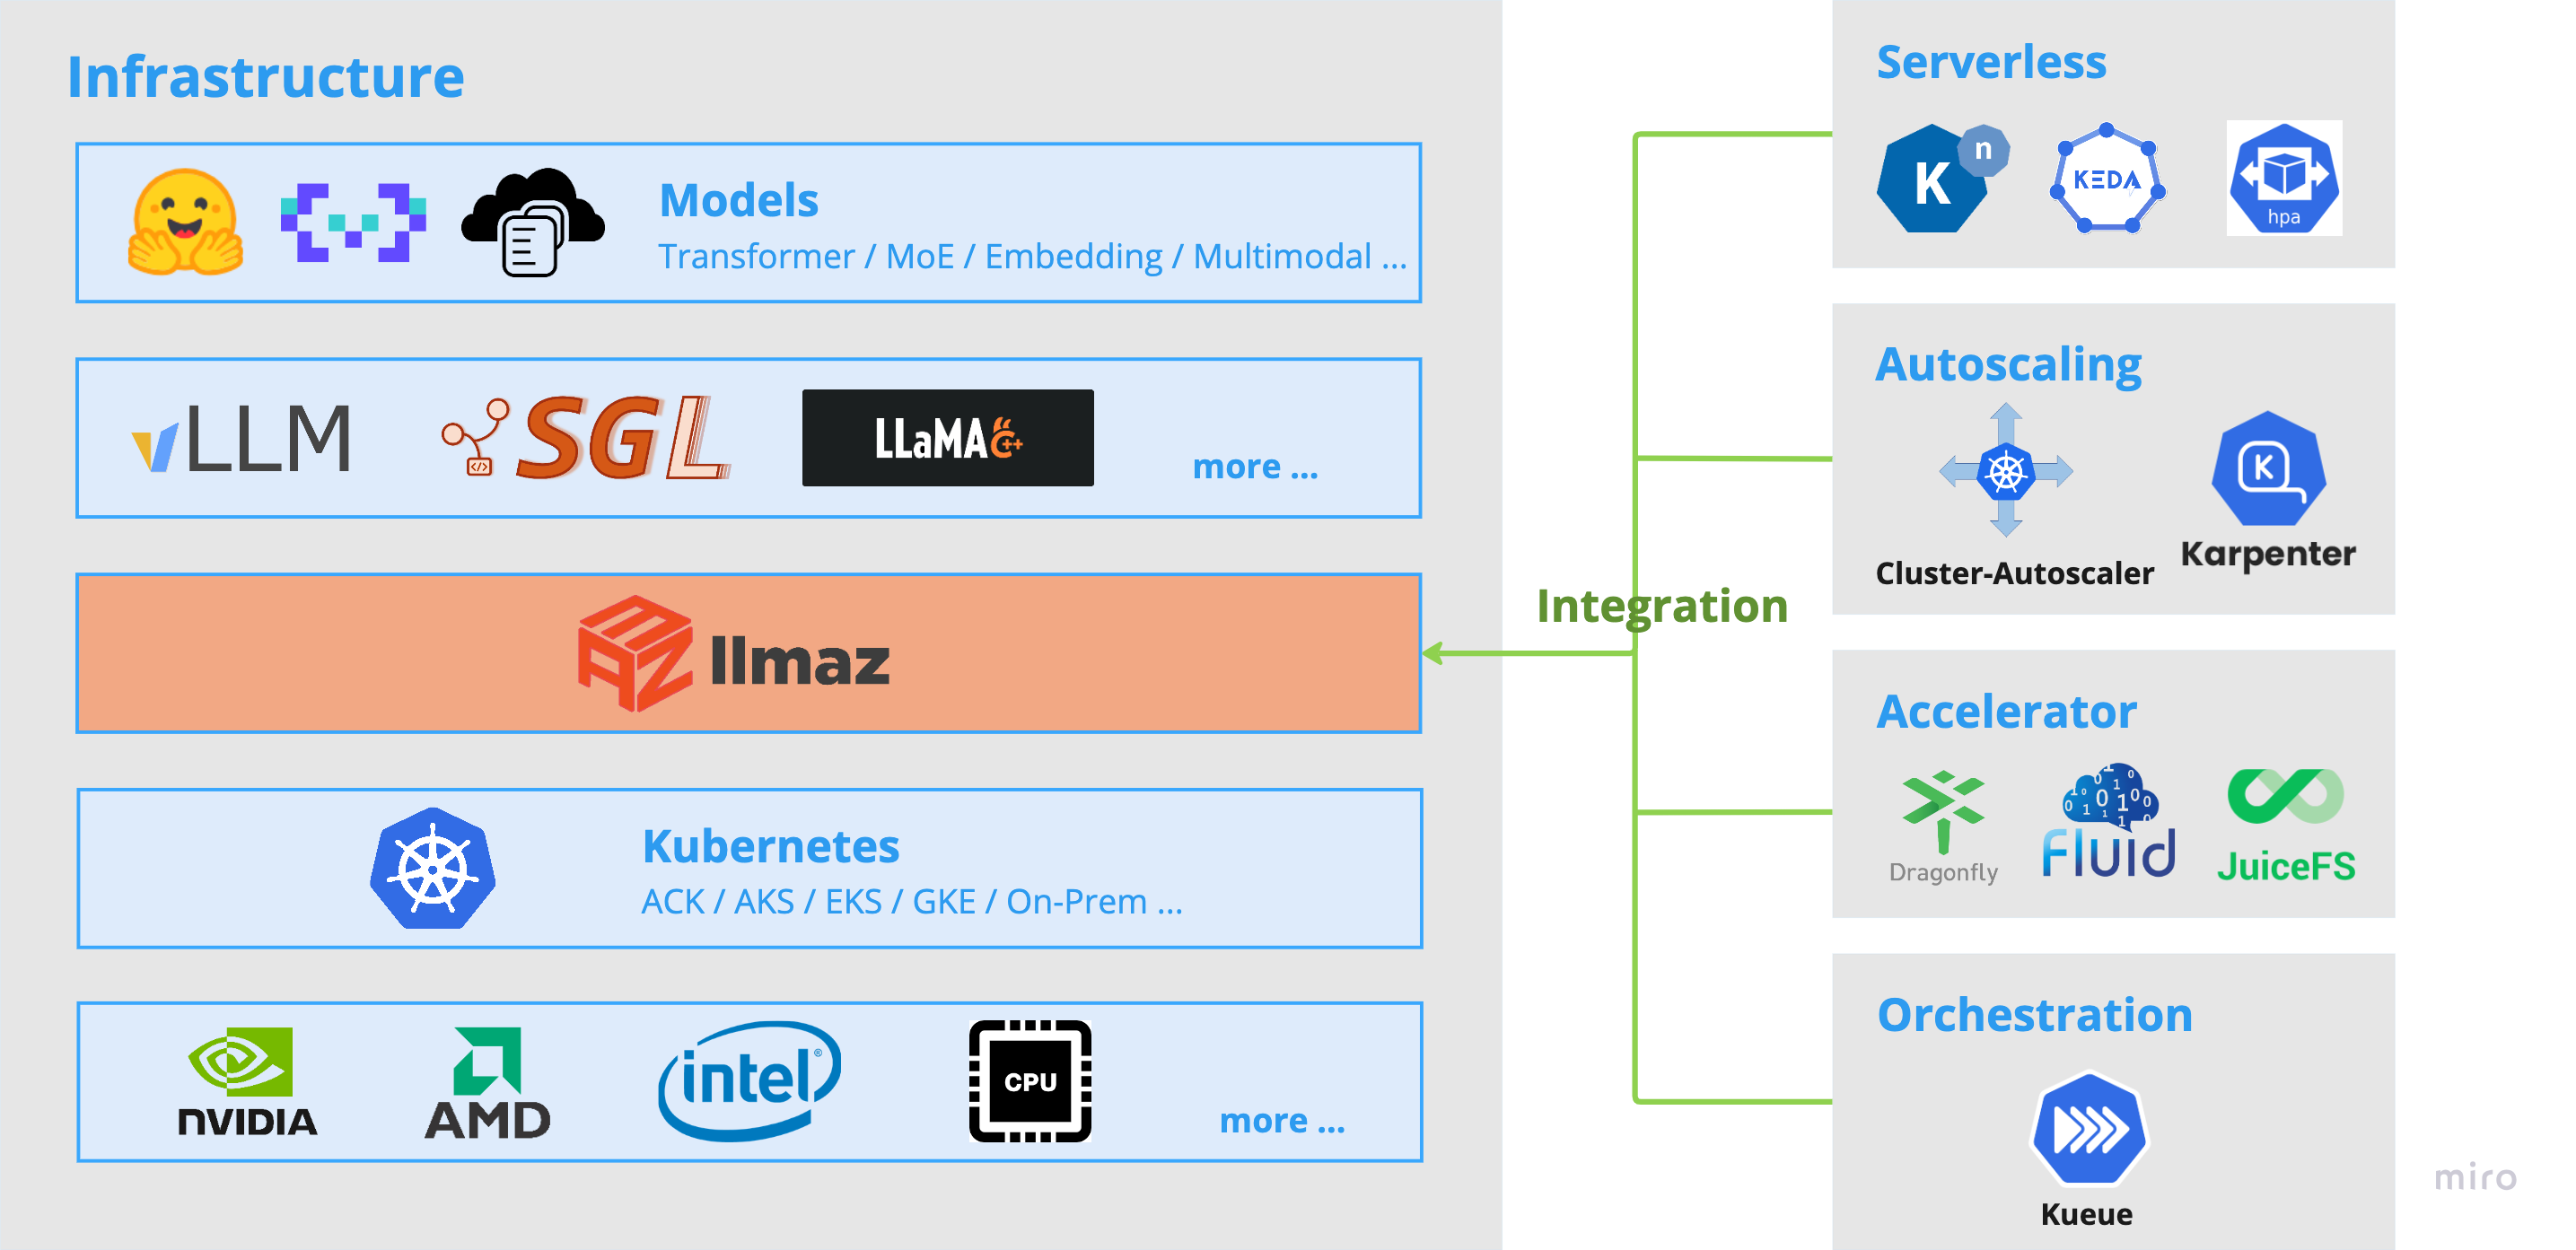 Infrastructure
Models
Transformer / MoE / Embedding / Multimodal ...
vLLM
SGL
LLaMA C++
more ...
llmaz
Kubernetes
ACK / AKS / EKS / GKE / On-Prem ...
NVIDIA
AMD
intel®
CPU
more ...
Integration
Serverless
K n
KEDA
hpa
Autoscaling
Cluster-Autoscaler
K
Karpenter
Accelerator
Dragonfly
Fluid
JuiceFS
Orchestration
Kueue
miro